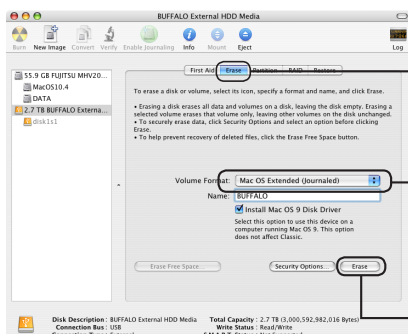 BUFFALO External HDD Media
Burn New Image Convert Verify Enable Journaling Info Mount Eject Log
55.9 GB FUJITSU MHV20...
MacOS10.4
DATA
2.7 TB BUFFALO Externa...
disk1s1
First Aid Erase Partition RAID Restore
To erase a disk or volume, select its icon, specify a format and name, and click Erase.
• Erasing a disk erases all data and volumes on a disk, leaving the disk empty. Erasing a
selected volume erases that volume only, leaving other volumes on the disk unchanged.
• To securely erase data, click Security Options and select an option before clicking
Erase.
• To help prevent recovery of deleted files, click the Erase Free Space button.
Volume Format: Mac OS Extended (Journaled)
Name: BUFFALO
Install Mac OS 9 Disk Driver
Select this option to use this device on a
computer running Mac OS 9. This option
does not affect Classic.
Erase Free Space... Security Options... Erase
Disk Description : BUFFALO External HDD Media Total Capacity : 2.7 TB (3,000,592,982,016 Bytes)
Connection Bus : USB Write Status : Read/Write